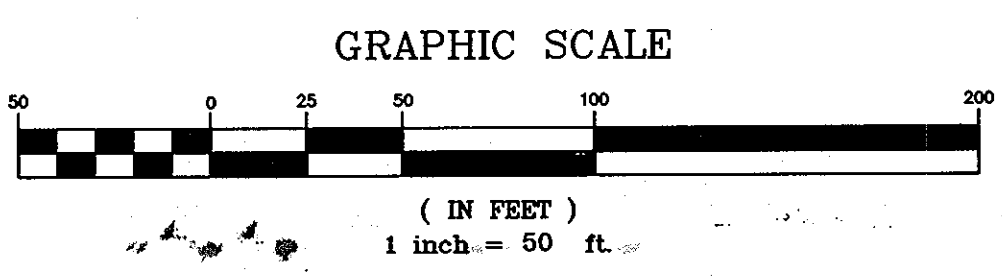 GRAPHIC SCALE
50 0 25 50 100 200
( IN FEET )
1 inch = 50 ft.